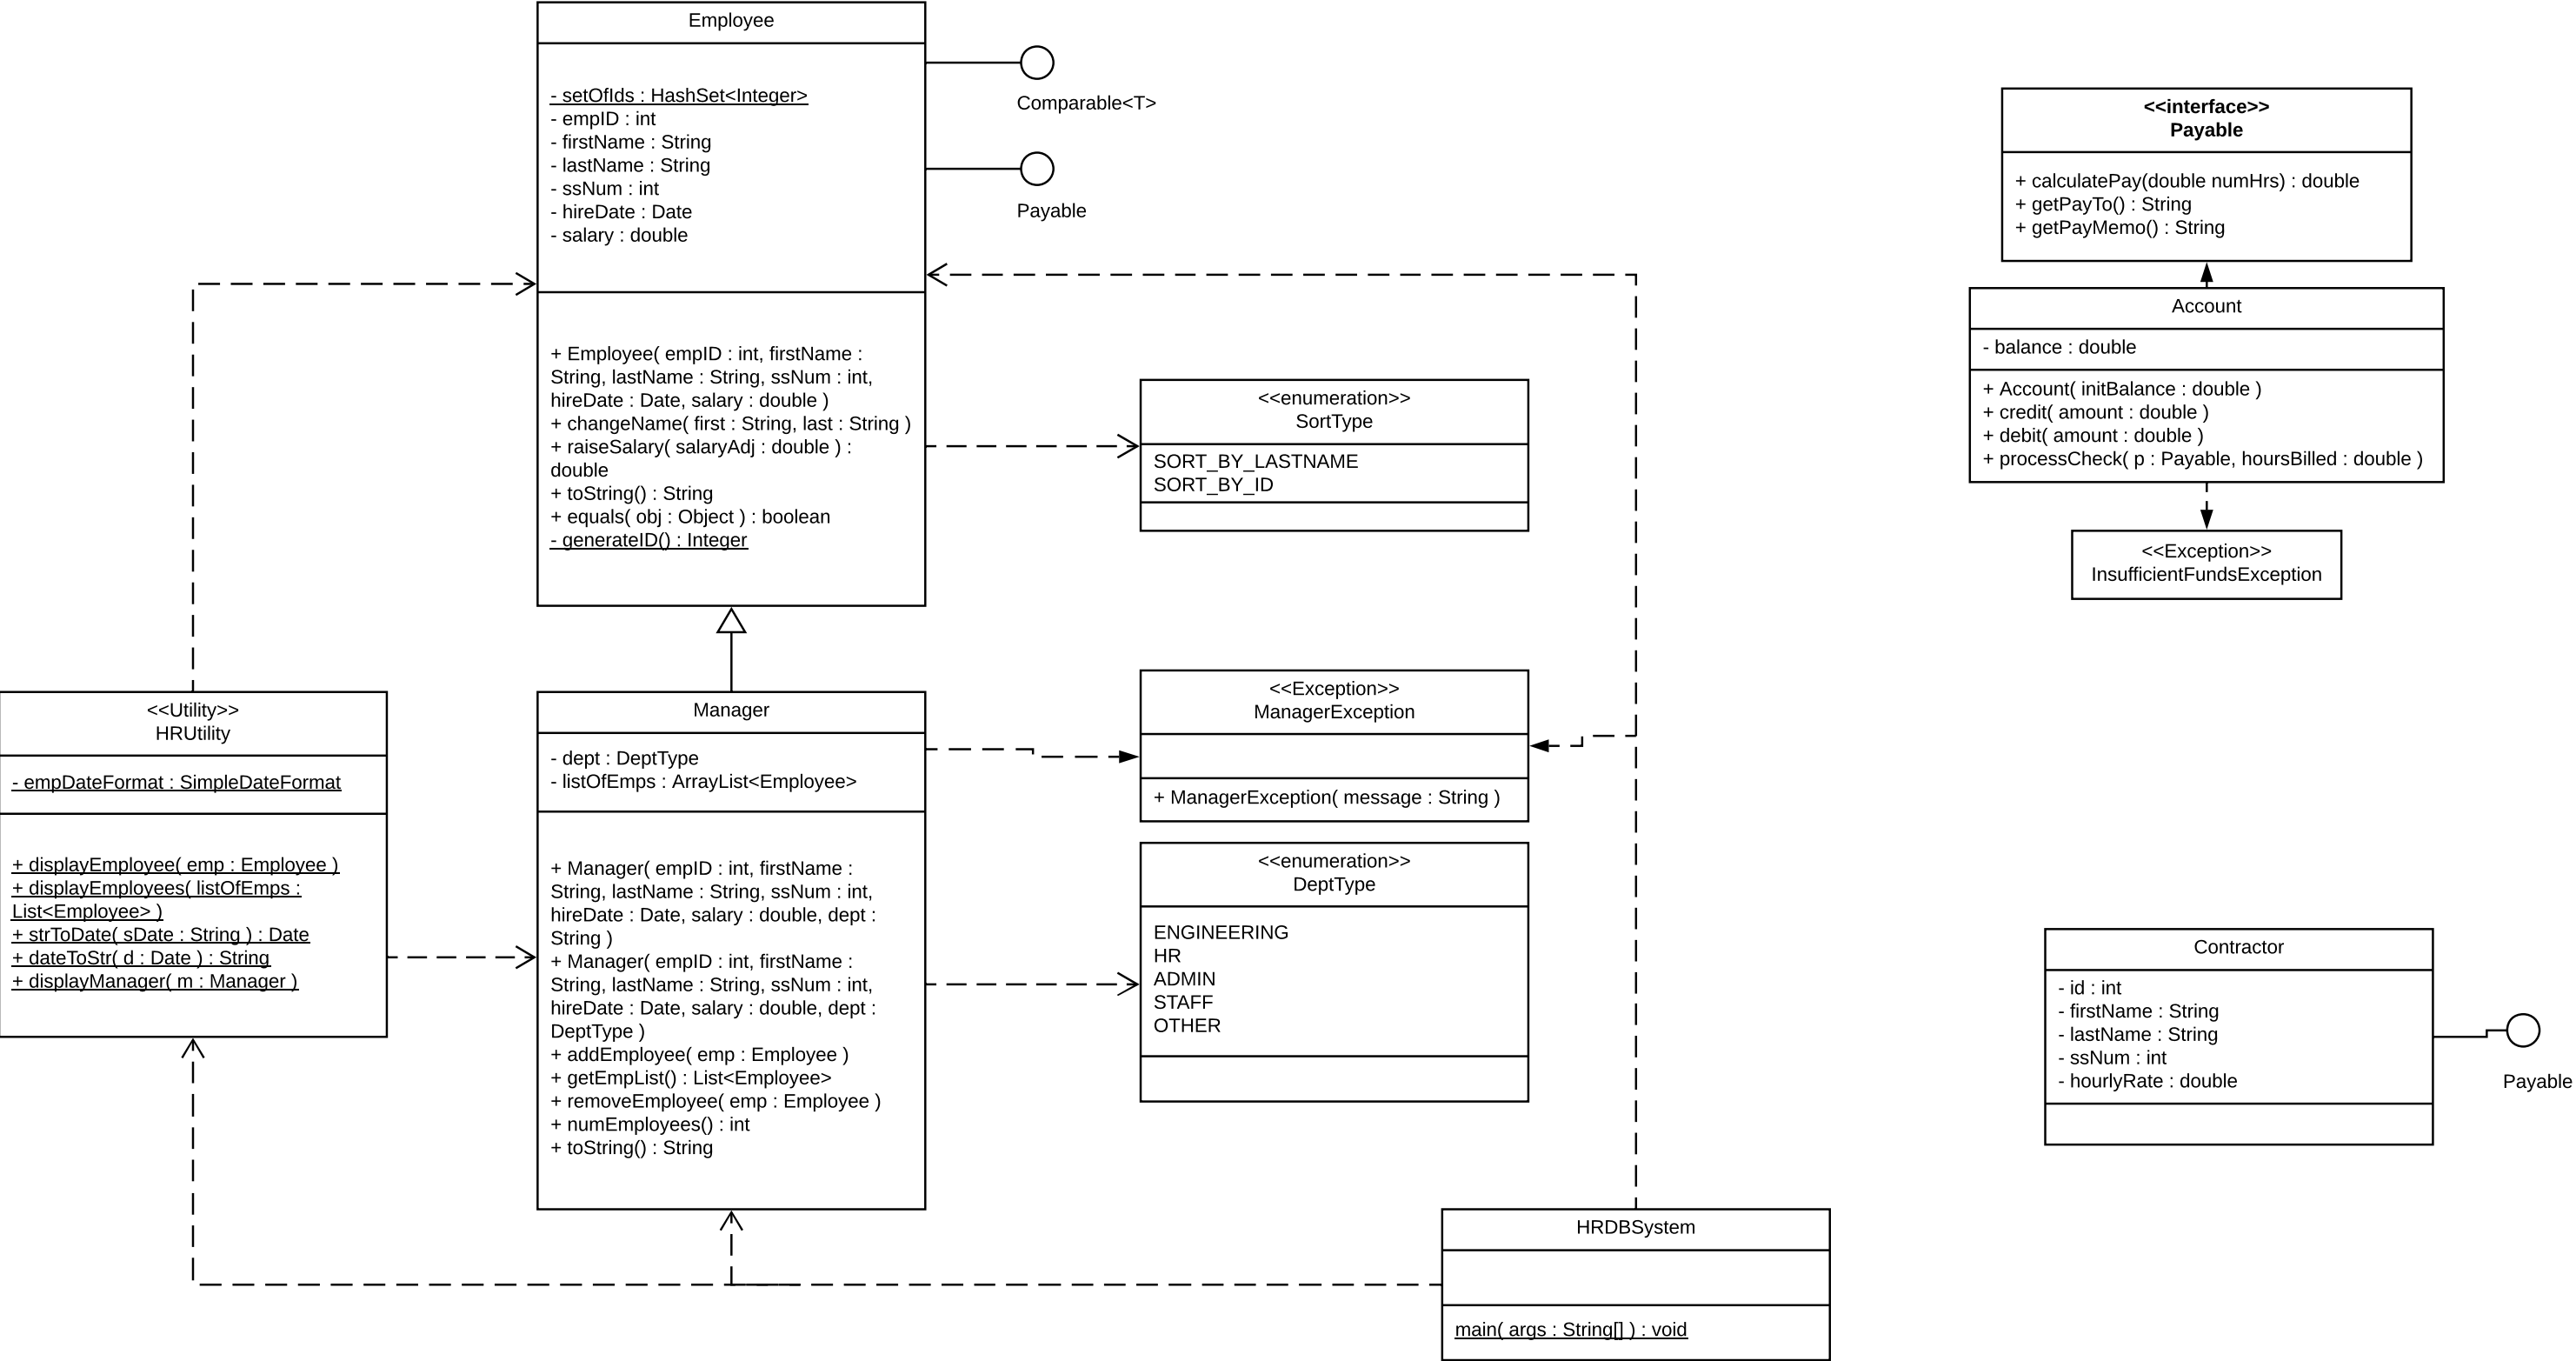 Employee
- setOfIds : HashSet<Integer>
- empID : int
- firstName : String
- lastName : String
- ssNum : int
- hireDate : Date
- salary : double
+ Employee( empID : int, firstName :
String, lastName : String, ssNum : int,
hireDate : Date, salary : double )
+ changeName( first : String, last : String )
+ raiseSalary( salaryAdj : double ) :
double
+ toString() : String
+ equals( obj : Object ) : boolean
- generateID() : Integer
Comparable<T>
Payable
<<interface>>
Payable
+ calculatePay(double numHrs) : double
+ getPayTo() : String
+ getPayMemo() : String
Account
- balance : double
+ Account( initBalance : double )
+ credit( amount : double )
+ debit( amount : double )
+ processCheck( p : Payable, hoursBilled : double )
<<Exception>>
InsufficientFundsException
<<enumeration>>
SortType
SORT_BY_LASTNAME
SORT_BY_ID
<<Utility>>
HRUtility
- empDateFormat : SimpleDateFormat
+ displayEmployee( emp : Employee )
+ displayEmployees( listOfEmps :
List<Employee> )
+ strToDate( sDate : String ) : Date
+ dateToStr( d : Date ) : String
+ displayManager( m : Manager )
Manager
- dept : DeptType
- listOfEmps : ArrayList<Employee>
+ Manager( empID : int, firstName :
String, lastName : String, ssNum : int,
hireDate : Date, salary : double, dept :
String )
+ Manager( empID : int, firstName :
String, lastName : String, ssNum : int,
hireDate : Date, salary : double, dept :
DeptType )
+ addEmployee( emp : Employee )
+ getEmpList() : List<Employee>
+ removeEmployee( emp : Employee )
+ numEmployees() : int
+ toString() : String
<<Exception>>
ManagerException
+ ManagerException( message : String )
<<enumeration>>
DeptType
ENGINEERING
HR
ADMIN
STAFF
OTHER
Contractor
- id : int
- firstName : String
- lastName : String
- ssNum : int
- hourlyRate : double
Payable
HRDBSystem
main( args : String[] ) : void